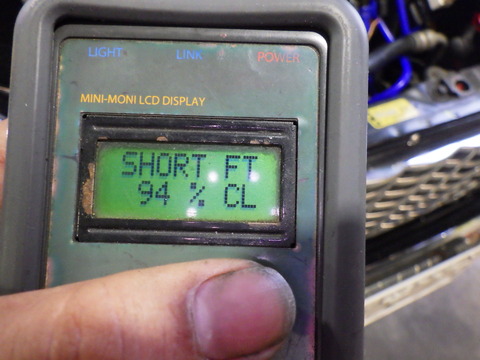 LIGHT LINK POWER
MINI-MONI LCD DISPLAY
SHORT FT
94 % CL